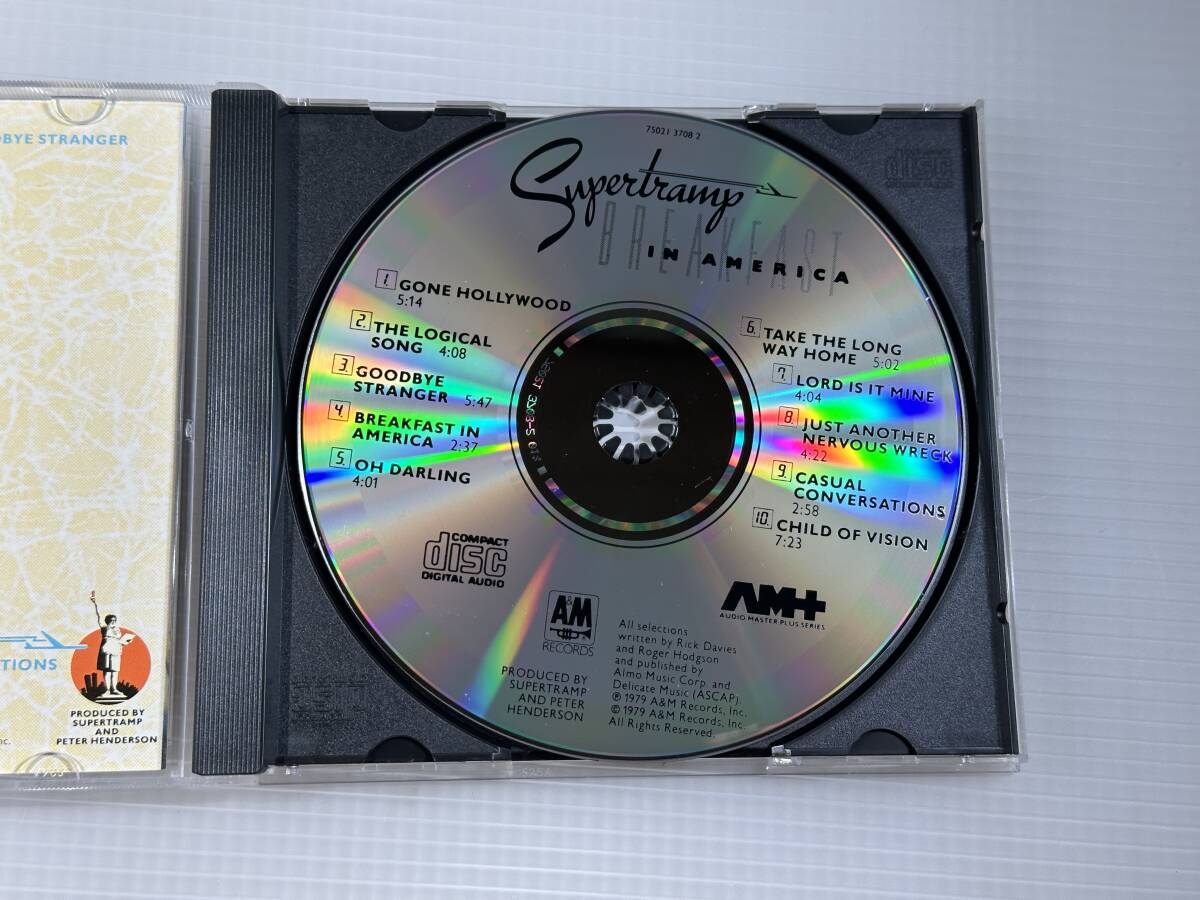 BYE STRANGER
TIONS
PRODUCED BY
SUPERTRAMP
AND
PETER HENDERSON
nc.
75021 3708 2
Supertramp
BREAKFAST
IN AMERICA
1. GONE HOLLYWOOD
5:14
2. THE LOGICAL
SONG 4:08
3. GOODBYE
STRANGER 5:47
4. BREAKFAST IN
AMERICA 2:37
5. OH DARLING
4:01
6. TAKE THE LONG
WAY HOME 5:02
7. LORD IS IT MINE
4:04
8. JUST ANOTHER
NERVOUS WRECK
4:22
9. CASUAL
CONVERSATIONS
2:58
10. CHILD OF VISION
7:23
COMPACT
disc
DIGITAL AUDIO
A&M
RECORDS
PRODUCED BY
SUPERTRAMP
AND PETER
HENDERSON
All selections
written by Rick Davies
and Roger Hodgson
and published by
Almo Music Corp. and
Delicate Music (ASCAP).
℗ 1979 A&M Records, Inc.
© 1979 A&M Records, Inc.
All Rights Reserved.
AM+
AUDIO MASTER PLUS SERIES
disc